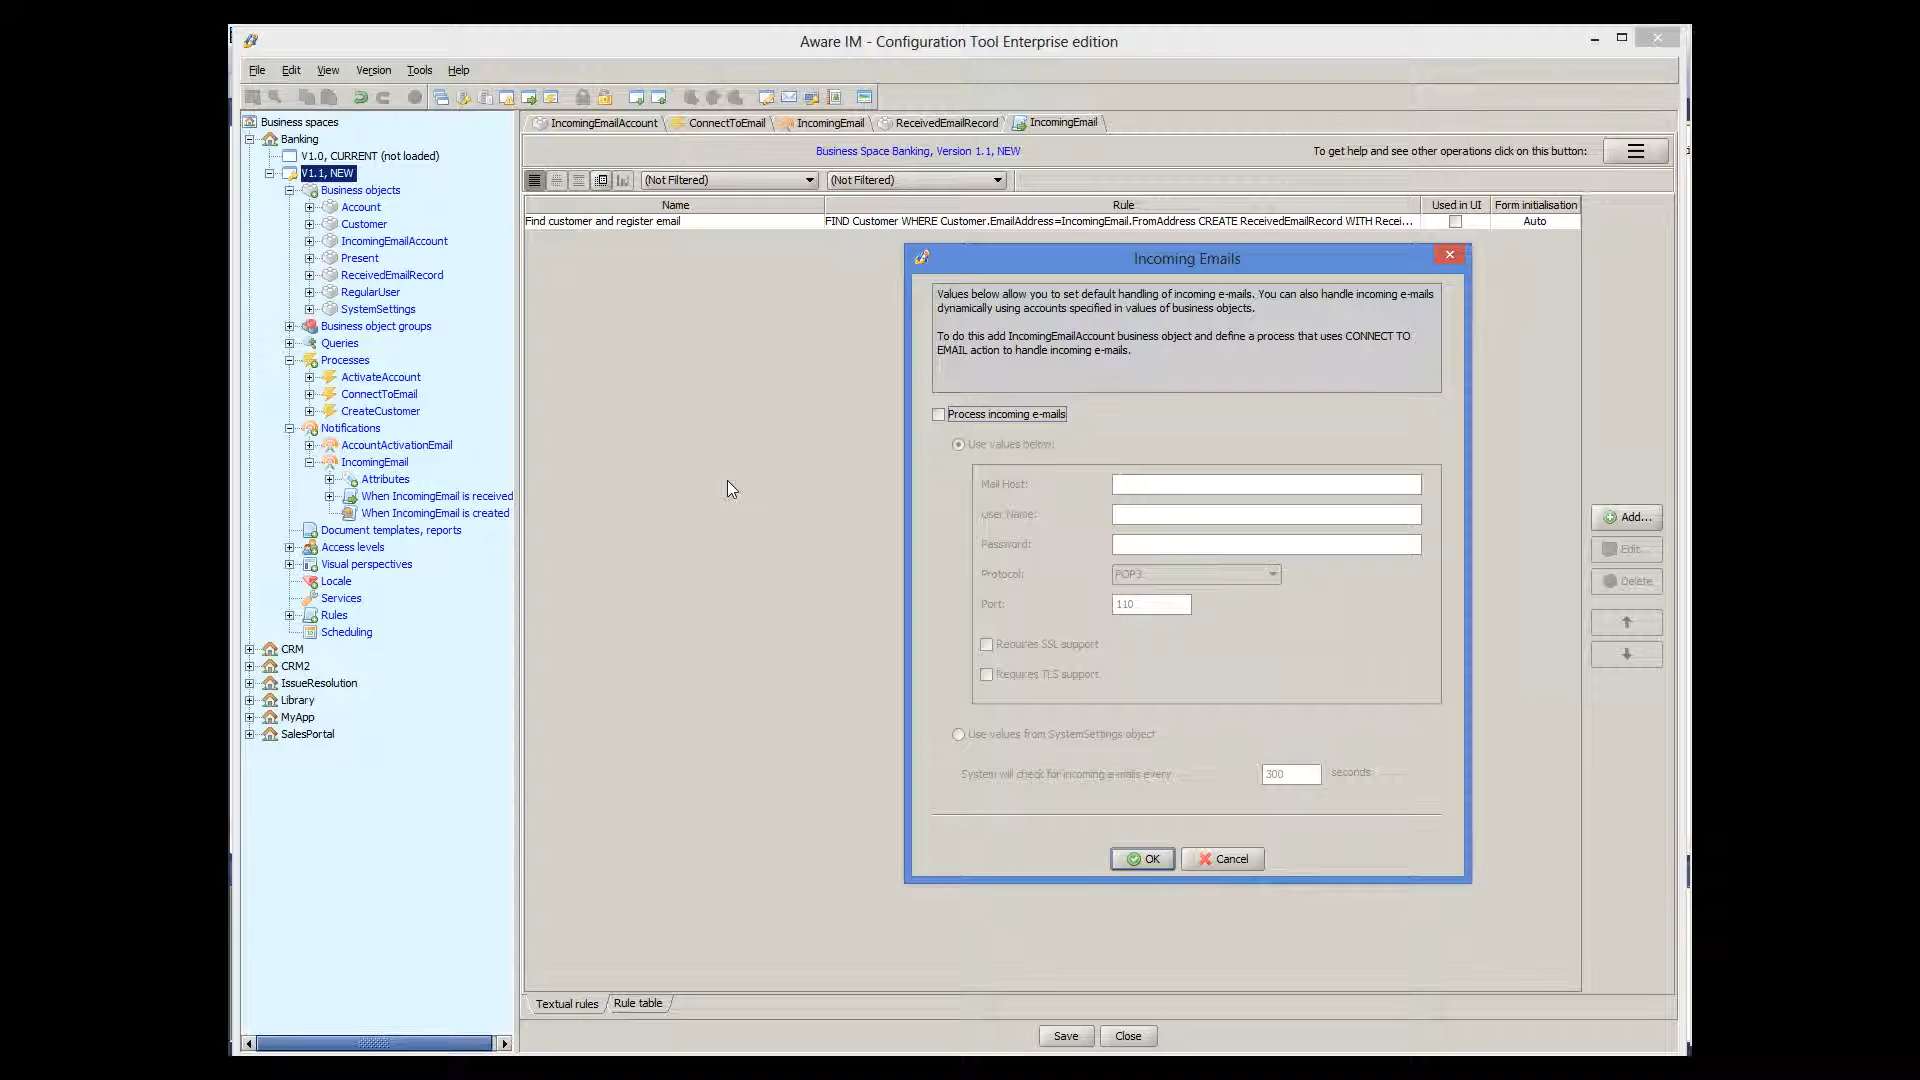 Aware IM - Configuration Tool Enterprise edition
File Edit View Version Tools Help
Business spaces
Banking
V1.0, CURRENT (not loaded)
V1.1, NEW
Business objects
Account
Customer
IncomingEmailAccount
Present
ReceivedEmailRecord
RegularUser
SystemSettings
Business object groups
Queries
Processes
ActivateAccount
ConnectToEmail
CreateCustomer
Notifications
AccountActivationEmail
IncomingEmail
Attributes
When IncomingEmail is received
When IncomingEmail is created
Document templates, reports
Access levels
Visual perspectives
Locale
Services
Rules
Scheduling
CRM
CRM2
IssueResolution
Library
MyApp
SalesPortal
IncomingEmailAccount ConnectToEmail IncomingEmail ReceivedEmailRecord IncomingEmail
Business Space Banking, Version 1.1, NEW To get help and see other operations click on this button:
(Not Filtered) (Not Filtered)
Name Rule Used in UI Form initialisation
Find customer and register email FIND Customer WHERE Customer.EmailAddress=IncomingEmail.FromAddress CREATE ReceivedEmailRecord WITH Recei... Auto
Incoming Emails
Values below allow you to set default handling of incoming e-mails. You can also handle incoming e-mails
dynamically using accounts specified in values of business objects.
To do this add IncomingEmailAccount business object and define a process that uses CONNECT TO
EMAIL action to handle incoming e-mails.
Process incoming e-mails
Use values below:
Mail Host:
User Name:
Password:
Protocol: POP3
Port: 110
Requires SSL support
Requires TLS support
Use values from SystemSettings object
System will check for incoming e-mails every 300 seconds
OK Cancel
Add...
Edit...
Delete
Textual rules Rule table
Save Close